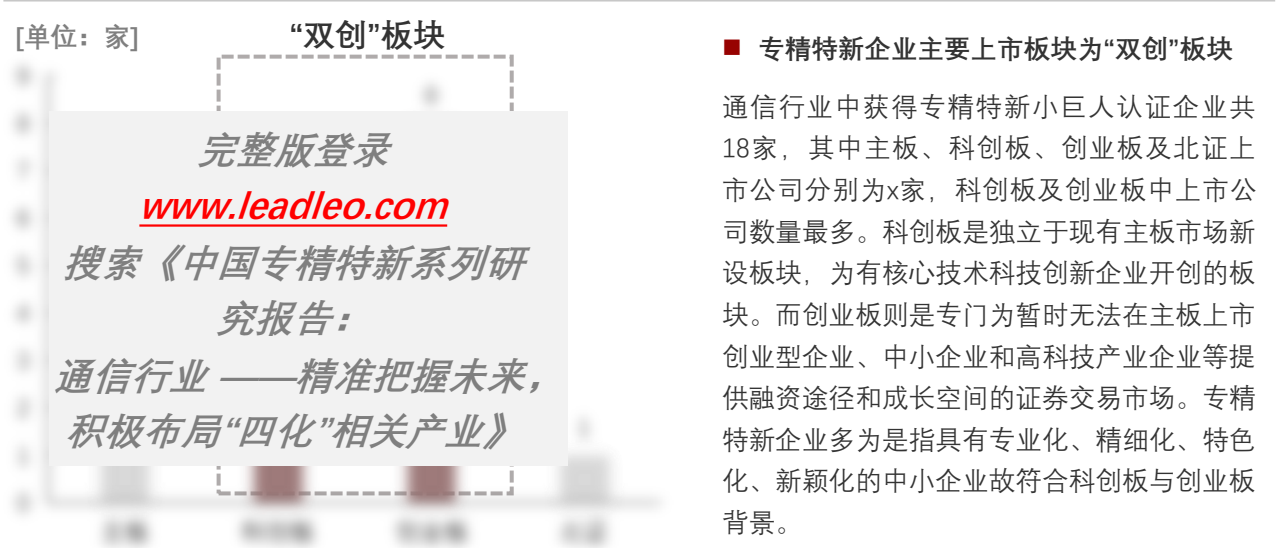 [单位：家]
“双创”板块
完整版登录
www.leadleo.com
搜索《中国专精特新系列研
究报告：
通信行业 ——精准把握未来，
积极布局“四化”相关产业》
专精特新企业主要上市板块为“双创”板块
通信行业中获得专精特新小巨人认证企业共
18家，其中主板、科创板、创业板及北证上
市公司分别为x家，科创板及创业板中上市公
司数量最多。科创板是独立于现有主板市场新
设板块，为有核心技术科技创新企业开创的板
块。而创业板则是专门为暂时无法在主板上市
创业型企业、中小企业和高科技产业企业等提
供融资途径和成长空间的证券交易市场。专精
特新企业多为是指具有专业化、精细化、特色
化、新颖化的中小企业故符合科创板与创业板
背景。